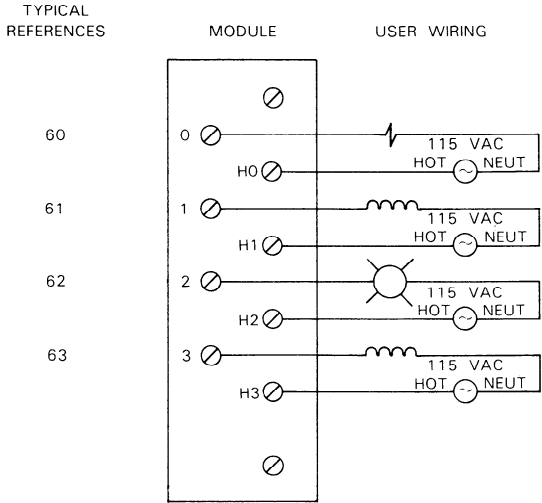 TYPICAL
REFERENCES MODULE USER WIRING
60 0 115 VAC
H0 HOT NEUT
61 1 115 VAC
H1 HOT NEUT
62 2 115 VAC
H2 HOT NEUT
63 3 115 VAC
H3 HOT NEUT